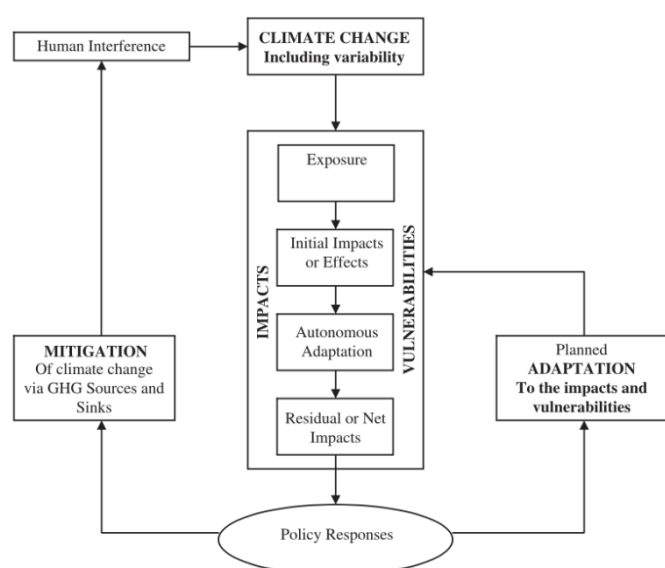 Human Interference
CLIMATE CHANGE
Including variability
Exposure
Initial Impacts
or Effects
IMPACTS
VULNERABILITIES
Autonomous
Adaptation
Residual or Net
Impacts
MITIGATION
Of climate change
via GHG Sources and
Sinks
Planned
ADAPTATION
To the impacts and
vulnerabilities
Policy Responses